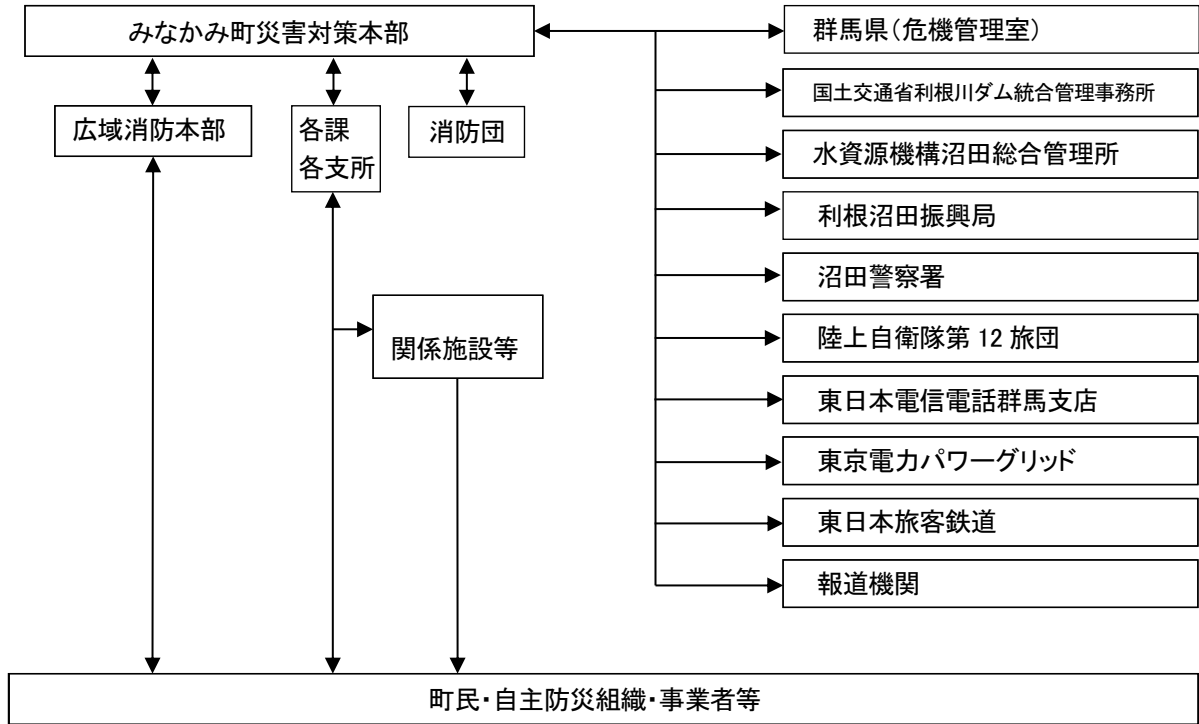 みなかみ町災害対策本部
広域消防本部
各課
各支所
消防団
関係施設等
群馬県（危機管理室）
国土交通省利根川ダム統合管理事務所
水資源機構沼田総合管理所
利根沼田振興局
沼田警察署
陸上自衛隊第 12 旅団
東日本電信電話群馬支店
東京電力パワーグリッド
東日本旅客鉄道
報道機関
町民・自主防災組織・事業者等